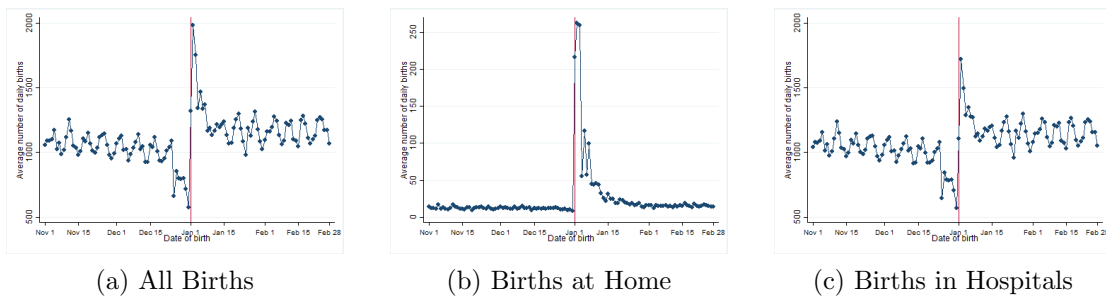 Average number of daily births
2000
1500
1000
500
Nov 1
Nov 15
Dec 1
Dec 15
Jan 1
Jan 15
Feb 1
Feb 15
Feb 28
Date of birth
(a) All Births
Average number of daily births
250
200
150
100
50
0
Nov 1
Nov 15
Dec 1
Dec 15
Jan 1
Jan 15
Feb 1
Feb 15
Feb 28
Date of birth
(b) Births at Home
Average number of daily births
2000
1500
1000
500
Nov 1
Nov 15
Dec 1
Dec 15
Jan 1
Jan 15
Feb 1
Feb 15
Feb 28
Date of birth
(c) Births in Hospitals